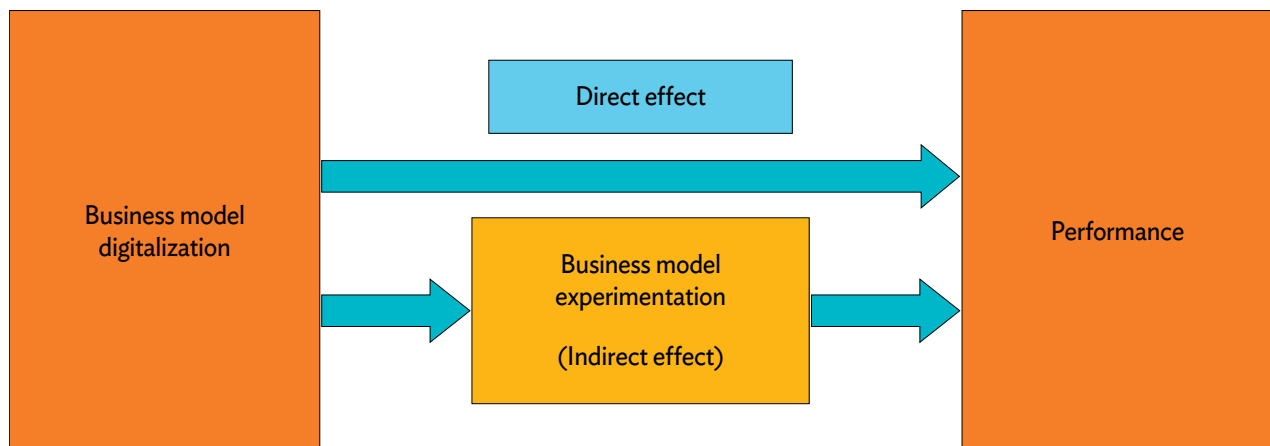 Direct effect
Business model
digitalization
Business model
experimentation
(Indirect effect)
Performance